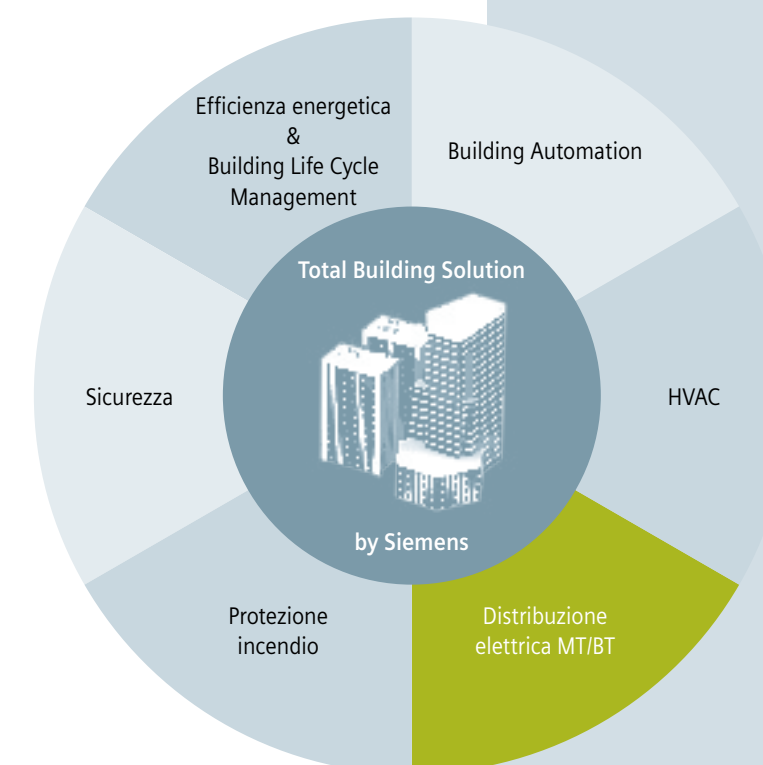 Efficienza energetica
&
Building Life Cycle
Management
Building Automation
Total Building Solution
Sicurezza
HVAC
by Siemens
Protezione
incendio
Distribuzione
elettrica MT/BT